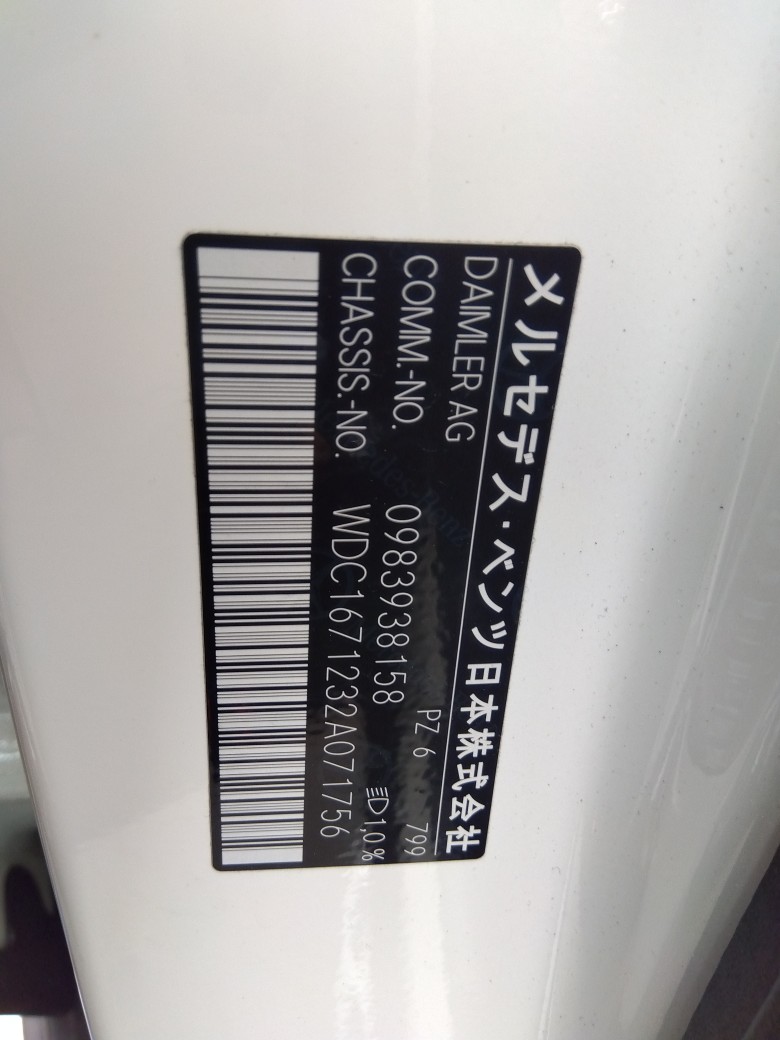 メルセデス・ベンツ日本株式会社
DAIMLER AG PZ 6 799
COMM.-NO. 0983938158 1,0%
CHASSIS.-NO. WDC1671232A071756